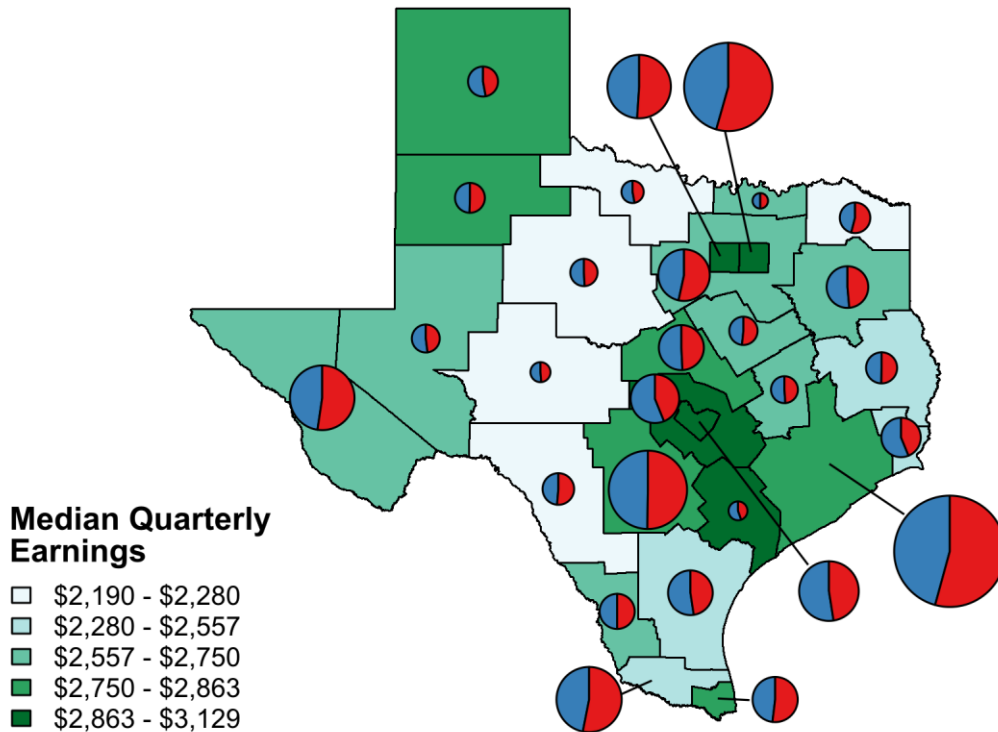 Median Quarterly
Earnings
$2,190 - $2,280
$2,280 - $2,557
$2,557 - $2,750
$2,750 - $2,863
$2,863 - $3,129